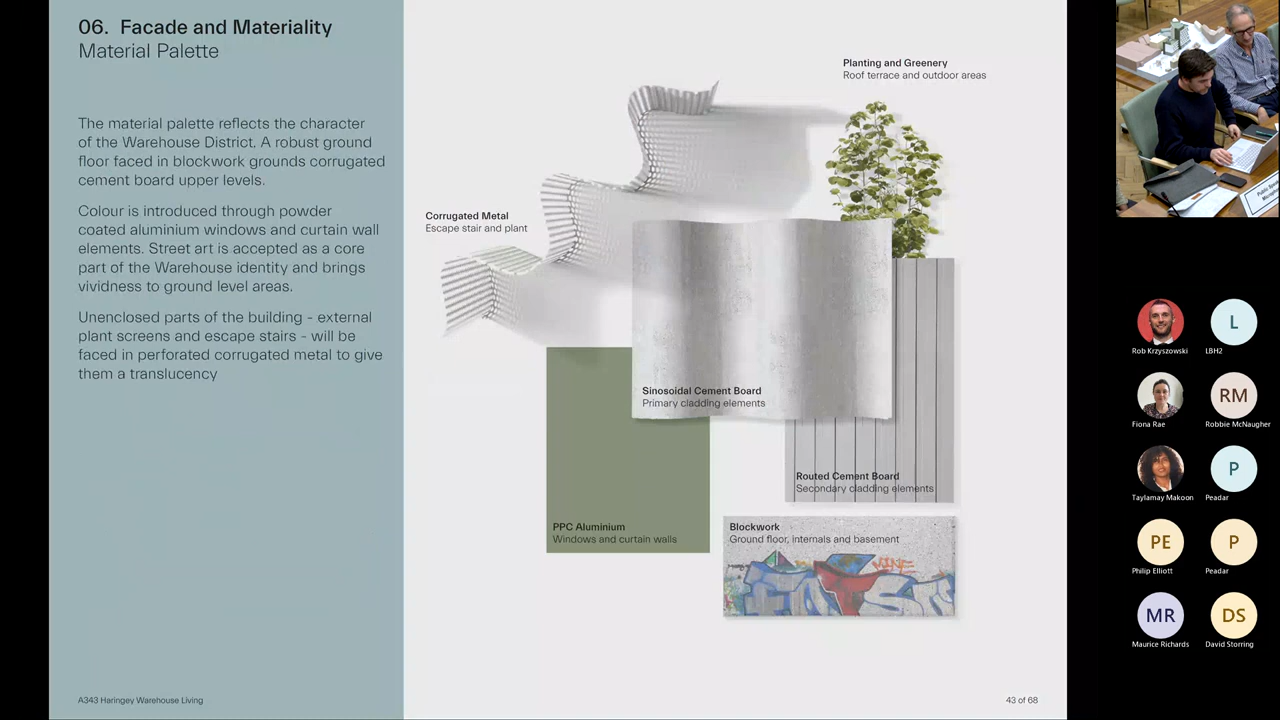 06. Facade and Materiality
Material Palette
The material palette reflects the character
of the Warehouse District. A robust ground
floor faced in blockwork grounds corrugated
cement board upper levels.
Colour is introduced through powder
coated aluminium windows and curtain wall
elements. Street art is accepted as a core
part of the Warehouse identity and brings
vividness to ground level areas.
Unenclosed parts of the building - external
plant screens and escape stairs - will be
faced in perforated corrugated metal to give
them a translucency
Planting and Greenery
Roof terrace and outdoor areas
Corrugated Metal
Escape stair and plant
Sinosoidal Cement Board
Primary cladding elements
Routed Cement Board
Secondary cladding elements
PPC Aluminium
Windows and curtain walls
Blockwork
Ground floor, internals and basement
A343 Haringey Warehouse Living
43 of 68
Rob Krzyszowski
L
LBH2
Fiona Rae
RM
Robbie McNaugher
Taylamay Makoon
P
Peadar
PE
Philip Elliott
P
Peadar
MR
Maurice Richards
DS
David Storring